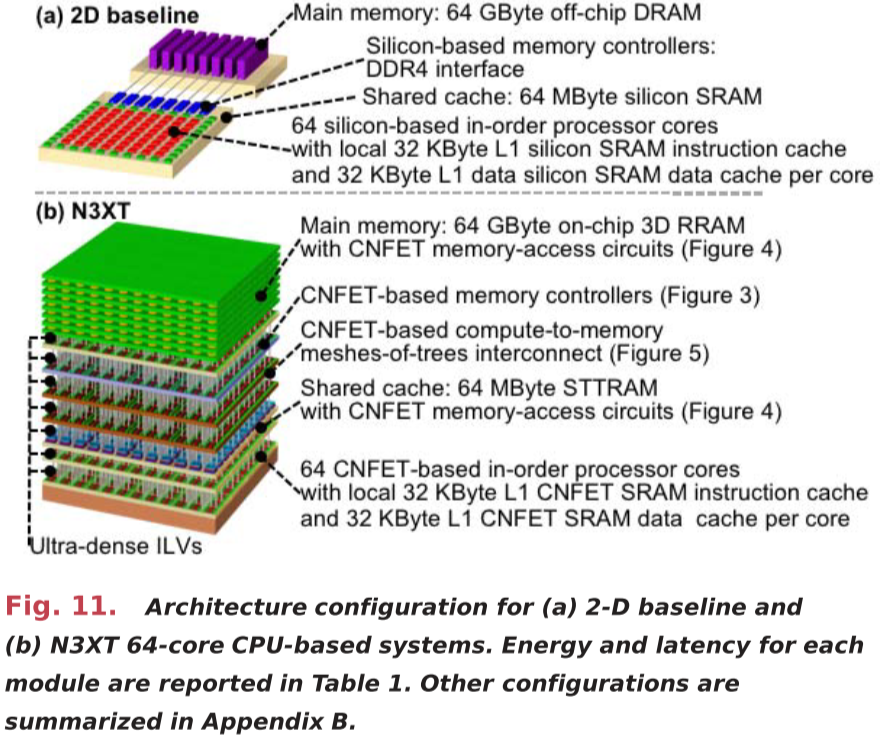 (a) 2D baseline
Main memory: 64 GByte off-chip DRAM
Silicon-based memory controllers:
DDR4 interface
Shared cache: 64 MByte silicon SRAM
64 silicon-based in-order processor cores
with local 32 KByte L1 silicon SRAM instruction cache
and 32 KByte L1 data silicon SRAM data cache per core
(b) N3XT
Main memory: 64 GByte on-chip 3D RRAM
with CNFET memory-access circuits (Figure 4)
CNFET-based memory controllers (Figure 3)
CNFET-based compute-to-memory
meshes-of-trees interconnect (Figure 5)
Shared cache: 64 MByte STTRAM
with CNFET memory-access circuits (Figure 4)
64 CNFET-based in-order processor cores
with local 32 KByte L1 CNFET SRAM instruction cache
and 32 KByte L1 CNFET SRAM data cache per core
Ultra-dense ILVs
Fig. 11. Architecture configuration for (a) 2-D baseline and
(b) N3XT 64-core CPU-based systems. Energy and latency for each
module are reported in Table 1. Other configurations are
summarized in Appendix B.